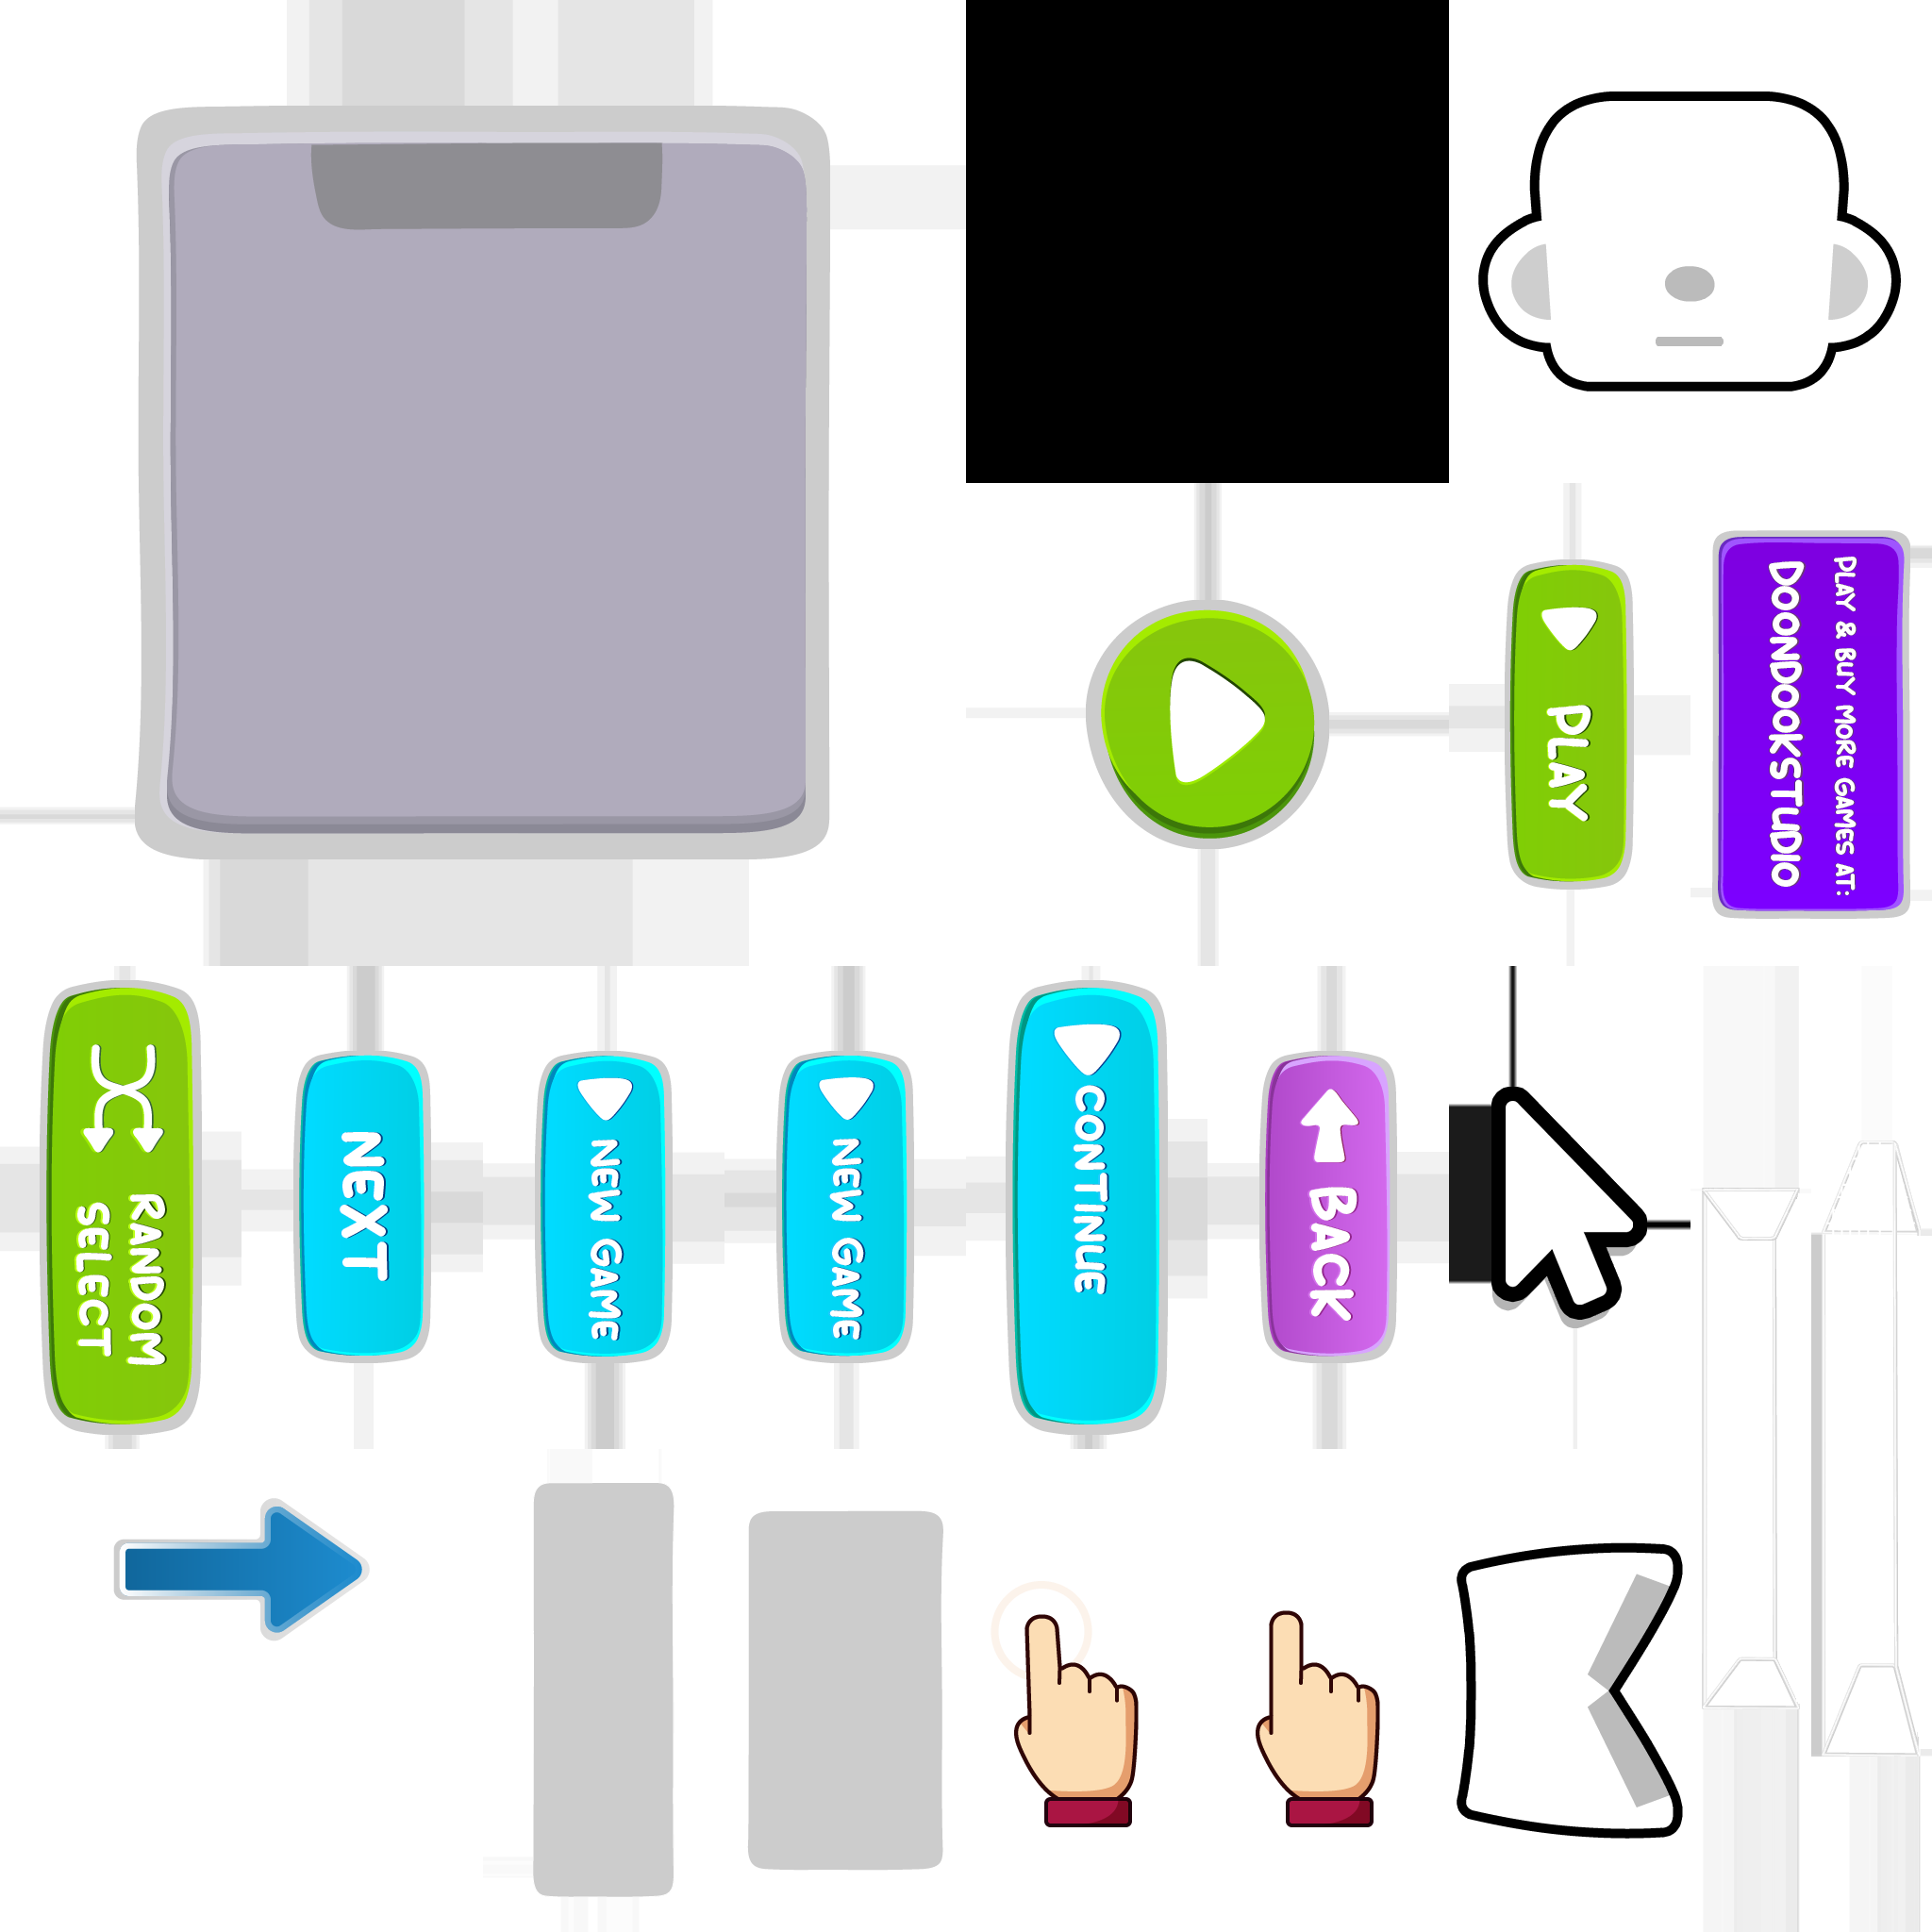 PLAY
PLAY & BUY MORE GAMES AT:
DOONDOOKSTUDIO
RANDOM
SELECT
NEXT
NEW GAME
NEW GAME
CONTINUE
BACK